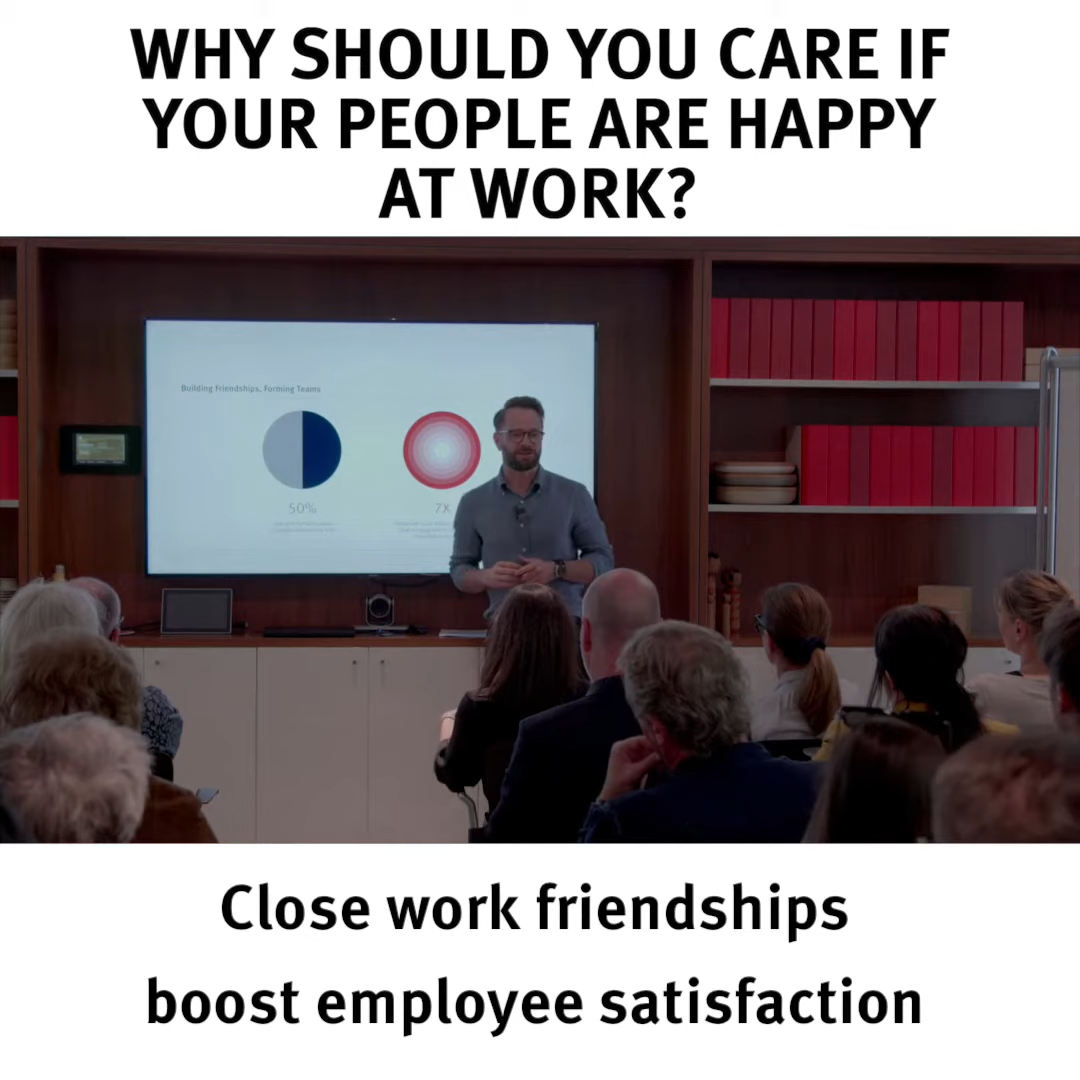 WHY SHOULD YOU CARE IF
YOUR PEOPLE ARE HAPPY
AT WORK?
Building Friendships, Forming Teams
50%
7X
Close work friendships
boost employee satisfaction